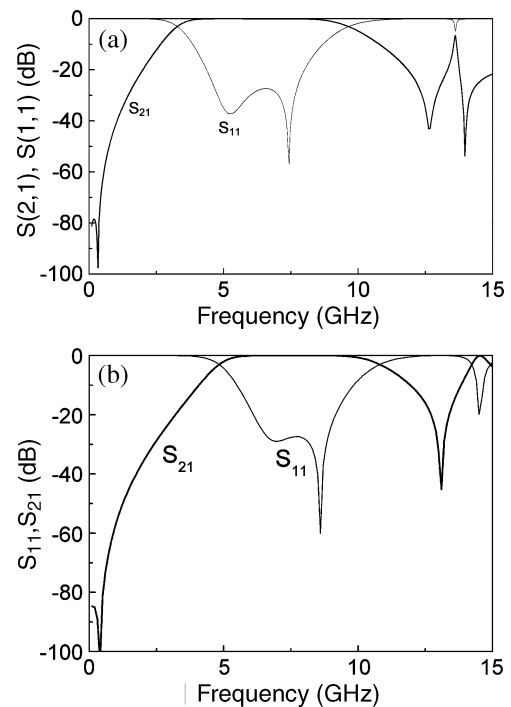 (a)
0
-20
-40
-60
-80
-100
S(2,1), S(1,1) (dB)
S21
S11
0
5
10
15
Frequency (GHz)
(b)
0
-20
-40
-60
-80
-100
S11,S21 (dB)
S21
S11
0
5
10
15
Frequency (GHz)